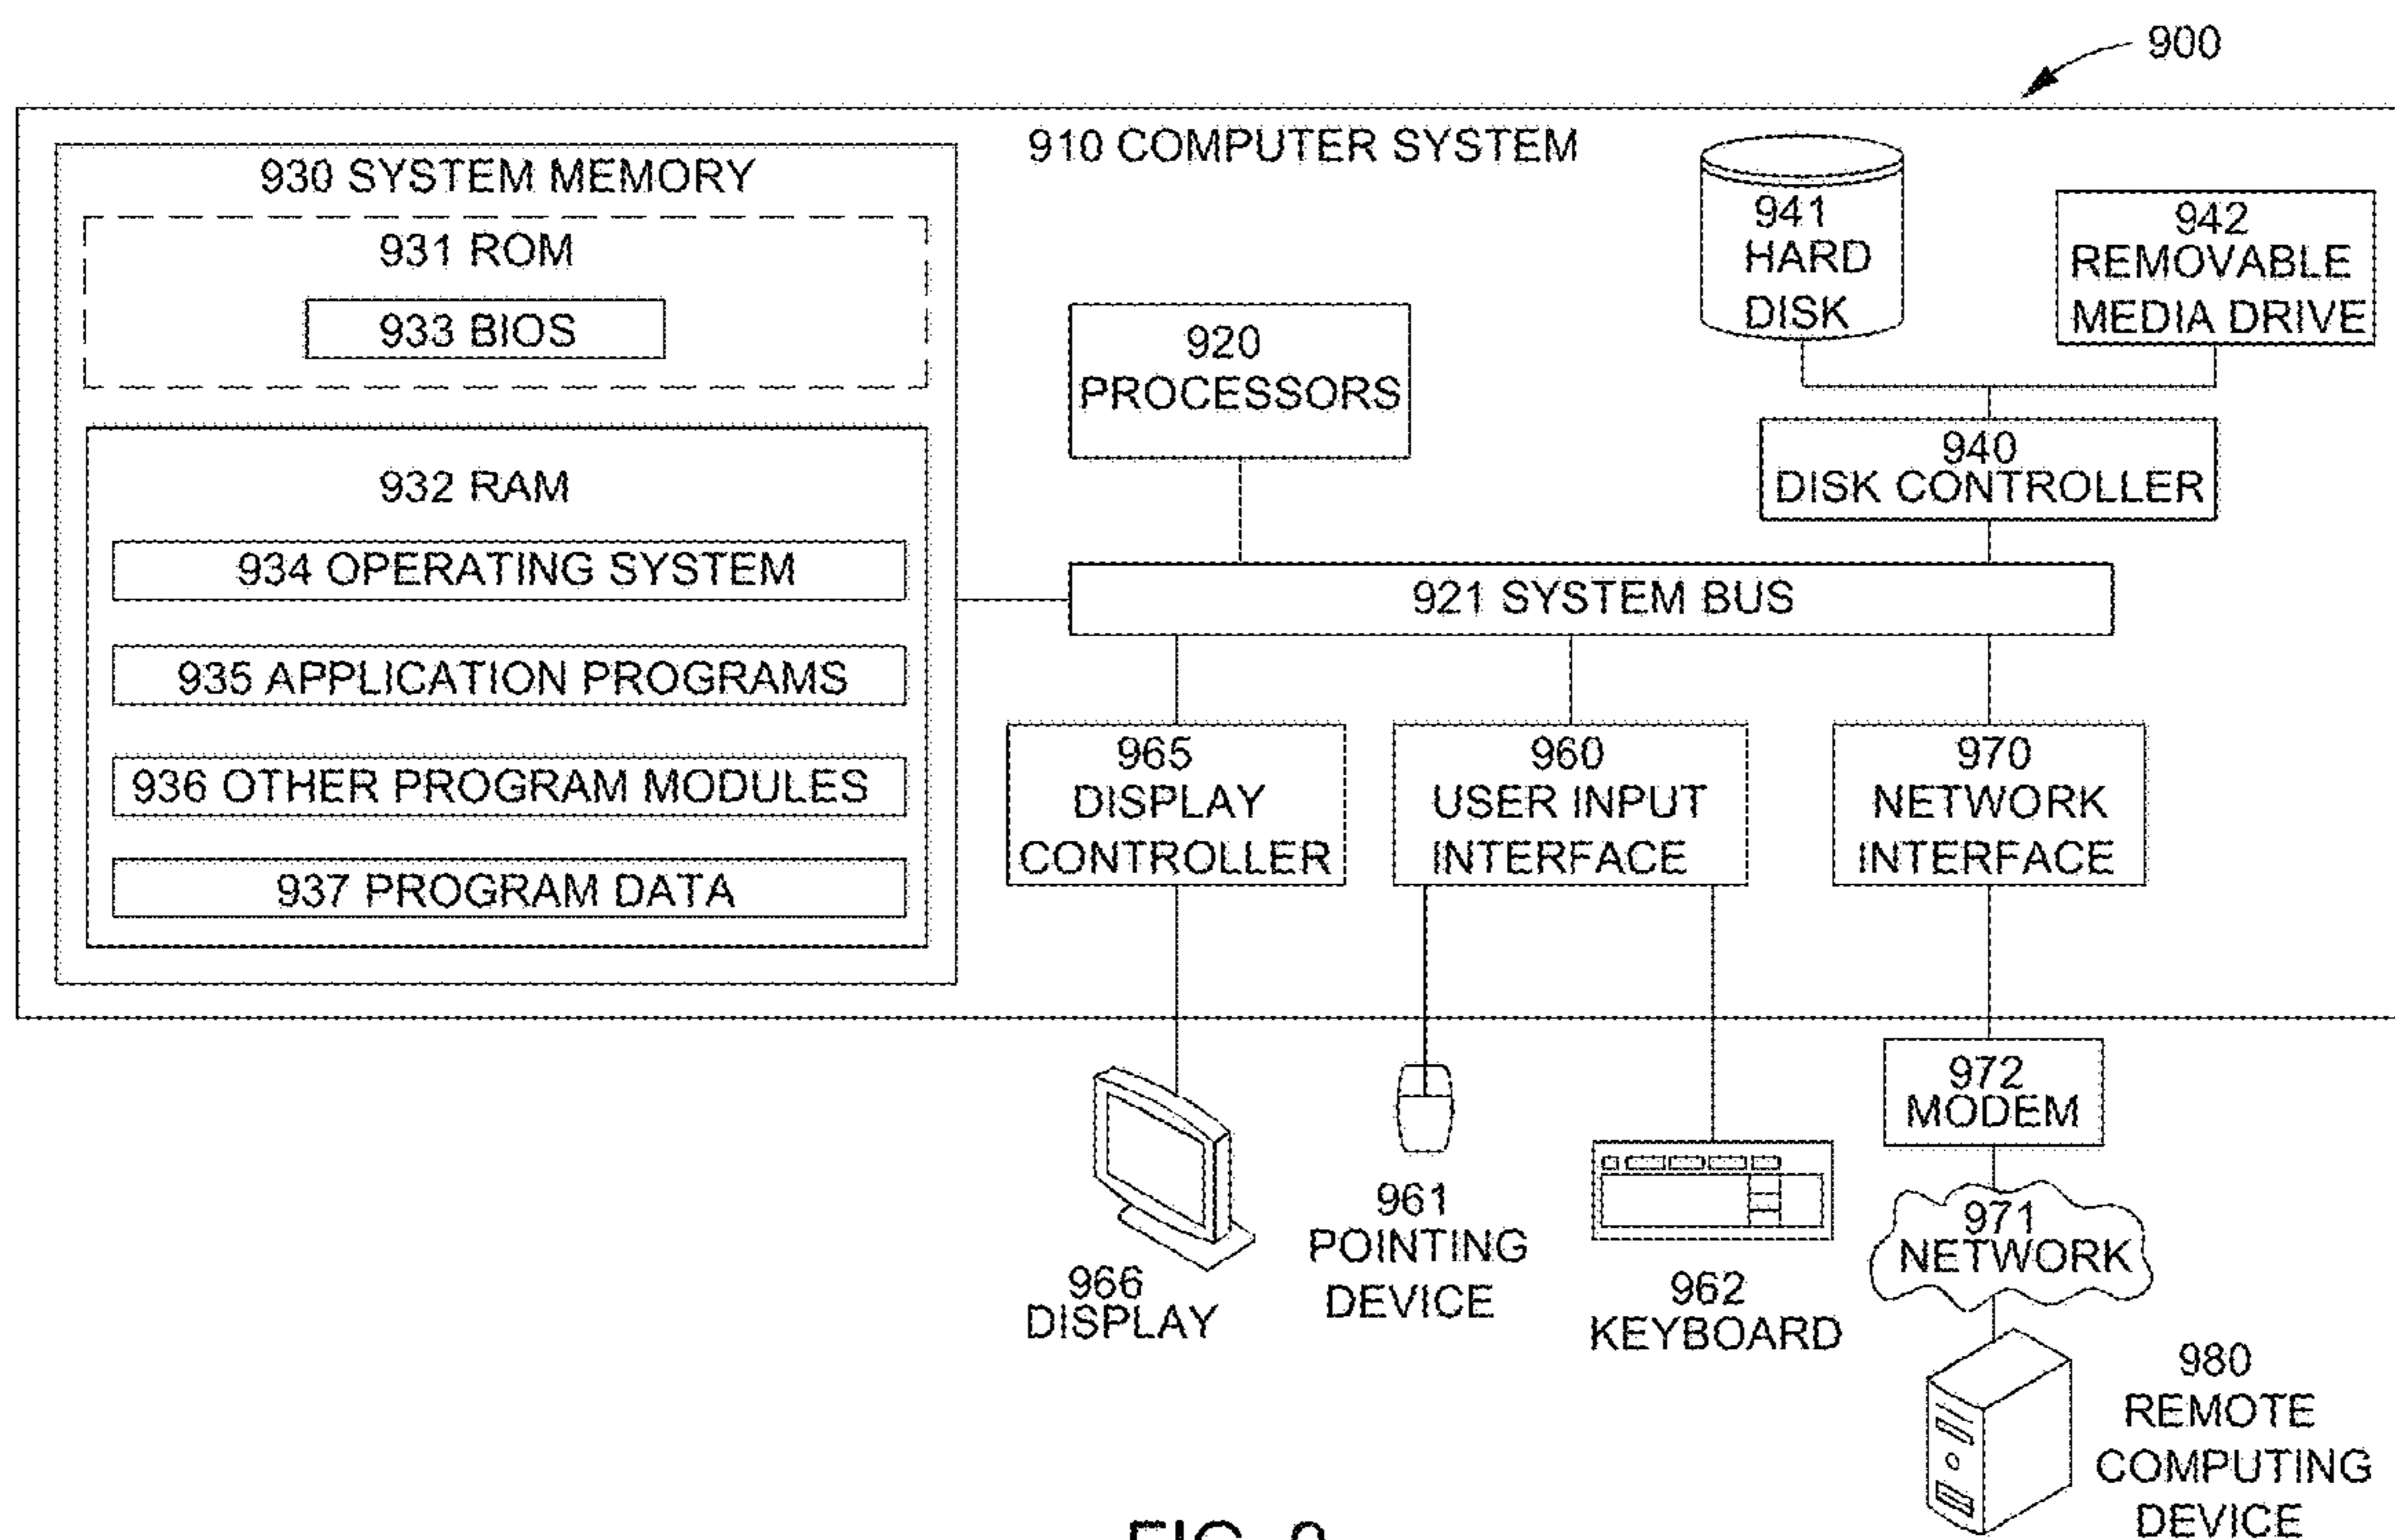 900
910 COMPUTER SYSTEM
930 SYSTEM MEMORY
931 ROM
933 BIOS
932 RAM
934 OPERATING SYSTEM
935 APPLICATION PROGRAMS
936 OTHER PROGRAM MODULES
937 PROGRAM DATA
920
PROCESSORS
941
HARD
DISK
942
REMOVABLE
MEDIA DRIVE
940
DISK CONTROLLER
921 SYSTEM BUS
965
DISPLAY
CONTROLLER
960
USER INPUT
INTERFACE
970
NETWORK
INTERFACE
966
DISPLAY
961
POINTING
DEVICE
962
KEYBOARD
972
MODEM
971
NETWORK
980
REMOTE
COMPUTING
DEVICE
FIG.